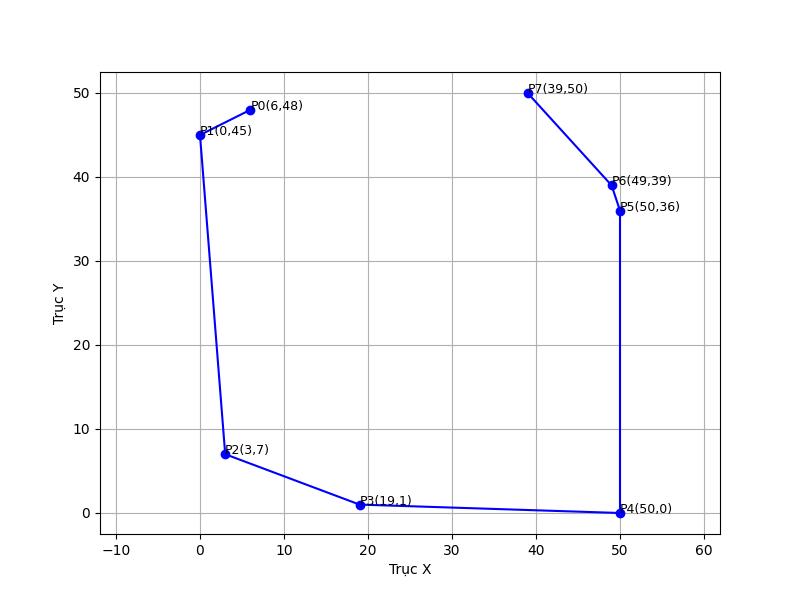 P7(39,50)
50
P0(6,48)
P1(0,45)
40
P6(49,39)
P5(50,36)
30
Trục Y
20
10
P2(3,7)
P3(19,1)
P4(50,0)
0
−10
0
10
20
30
40
50
60
Trục X